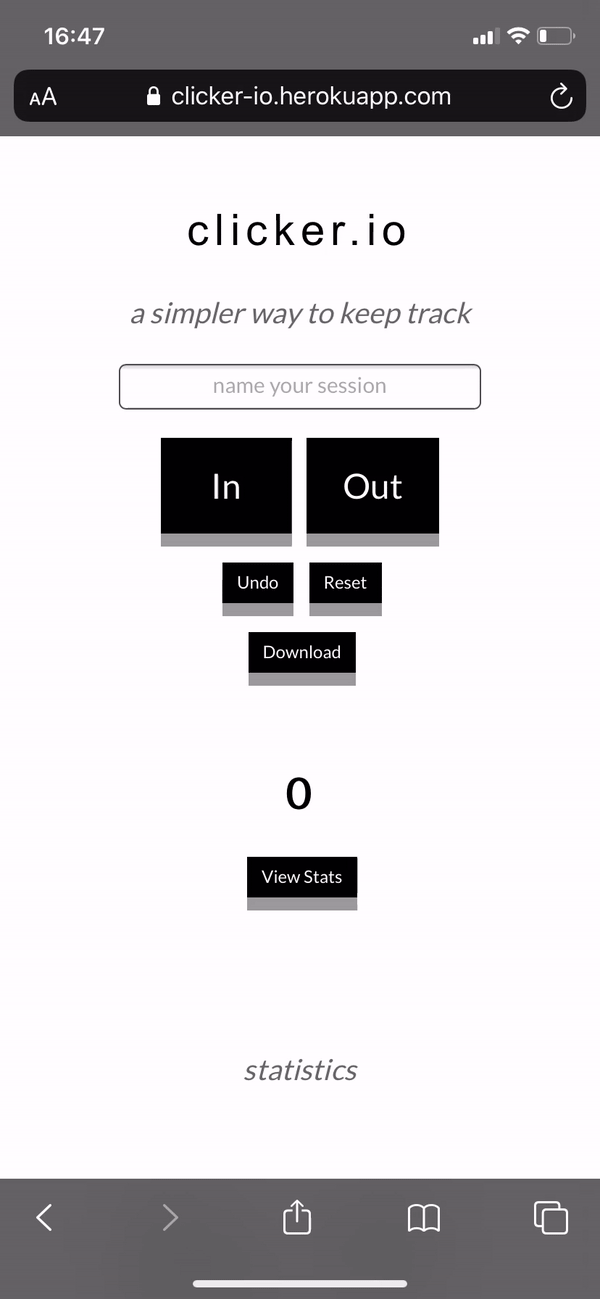 16:47
AA clicker-io.herokuapp.com
clicker.io
a simpler way to keep track
name your session
In Out
Undo Reset
Download
0
View Stats
statistics